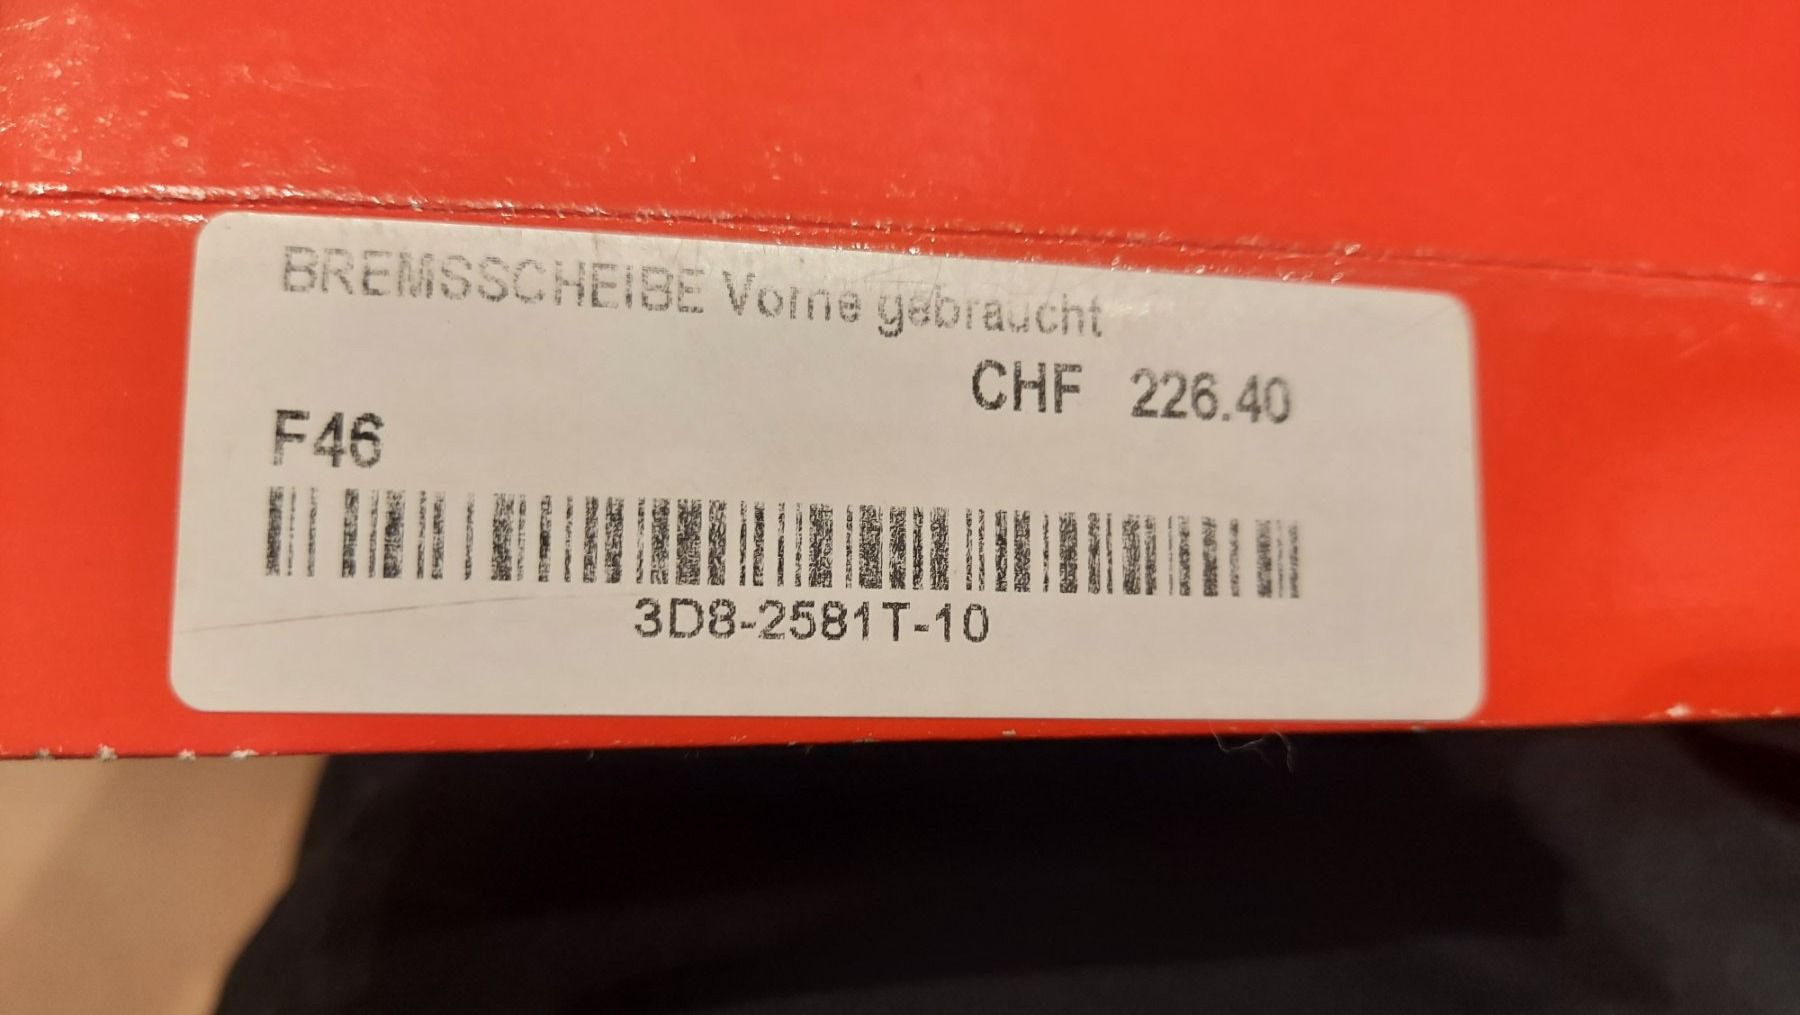 BREMSSCHEIBE Vorne gebraucht
CHF 226.40
F46
3D8-2581T-10